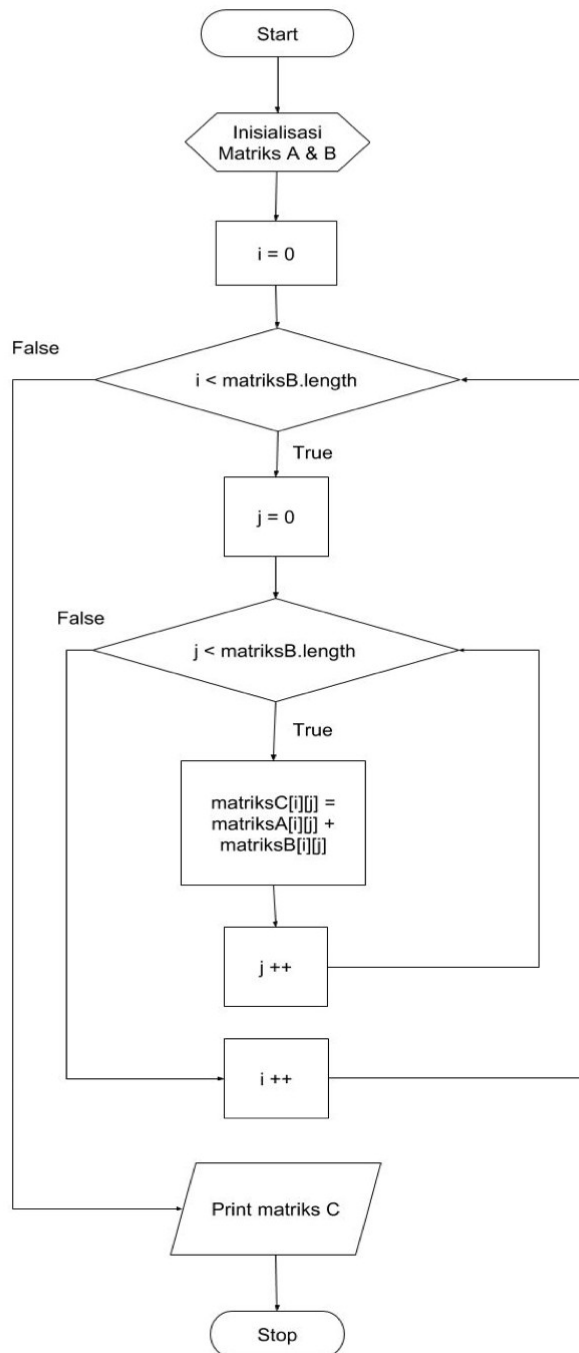 Start
Inisialisasi
Matriks A & B
i = 0
False
i < matriksB.length
True
j = 0
False
j < matriksB.length
True
matriksC[i][j] =
matriksA[i][j] +
matriksB[i][j]
j ++
i ++
Print matriks C
Stop